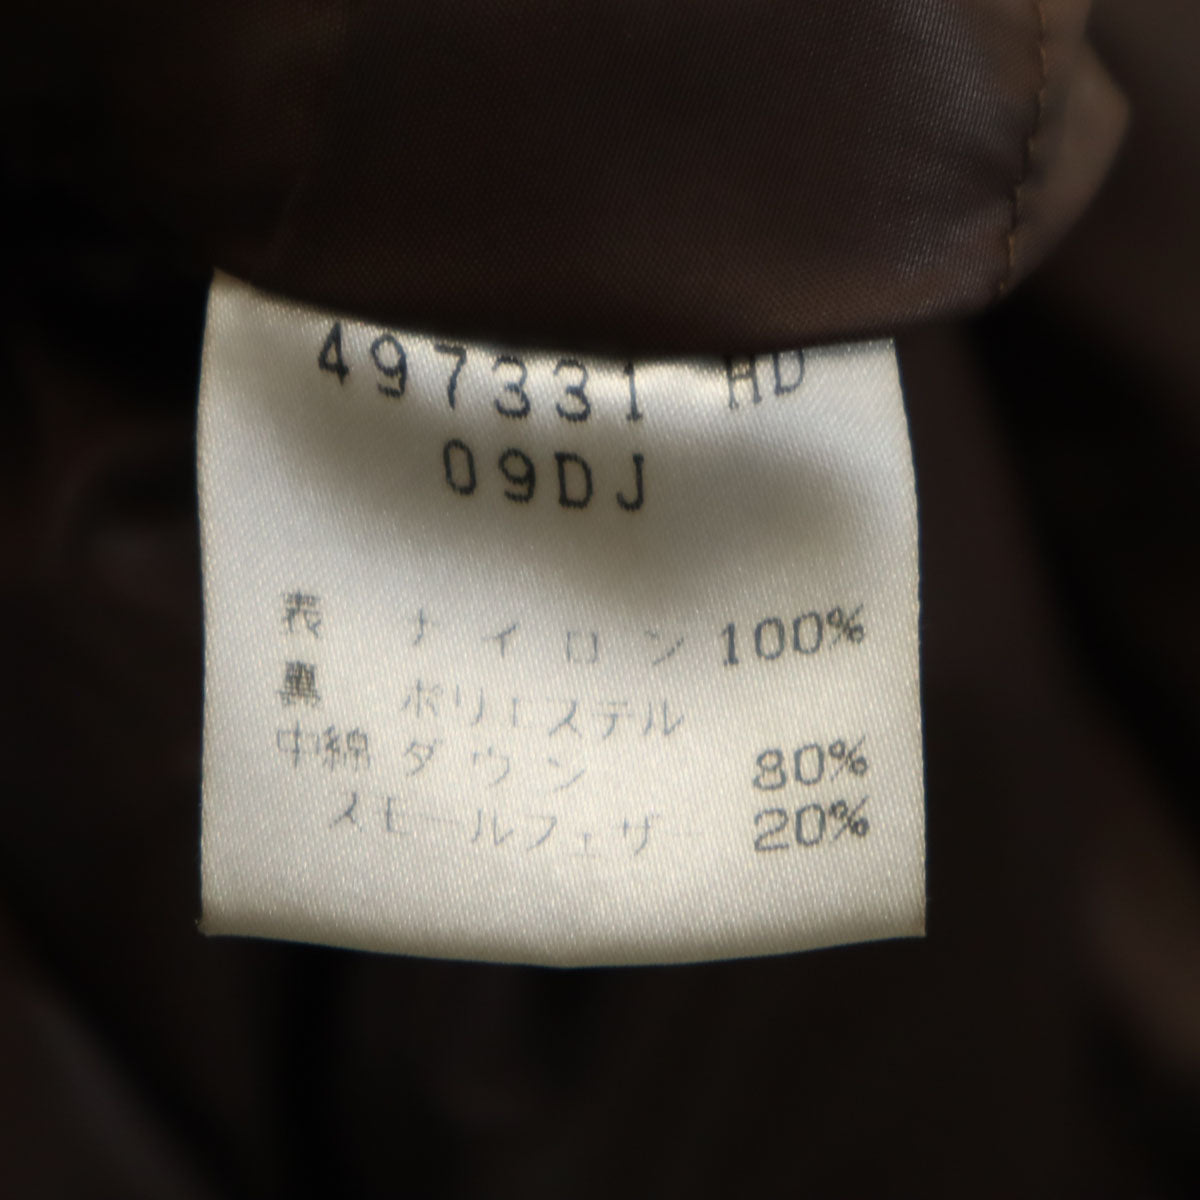 497331 HD
09DJ
表 ナイロン 100%
裏 ポリエステル
中綿 ダウン 80%
スモールフェザー 20%